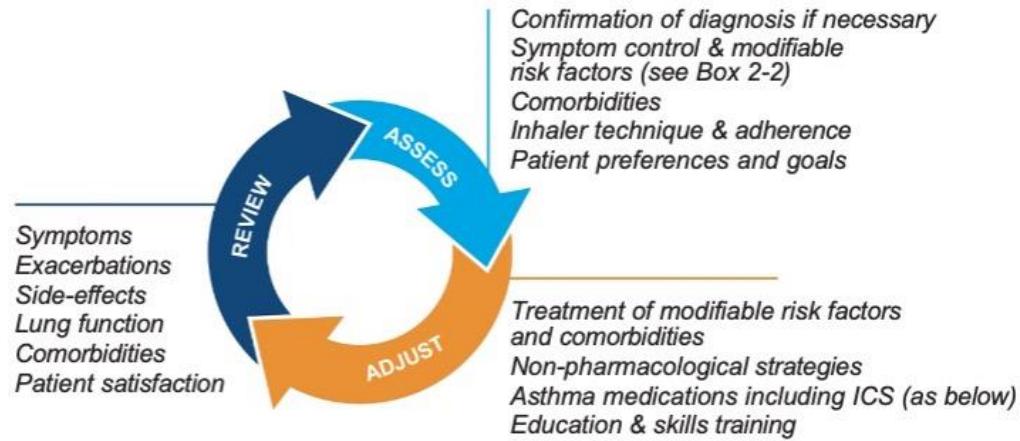 Confirmation of diagnosis if necessary
Symptom control & modifiable
risk factors (see Box 2-2)
Comorbidities
Inhaler technique & adherence
Patient preferences and goals
ASSESS
REVIEW
Symptoms
Exacerbations
Side-effects
Lung function
Comorbidities
Patient satisfaction
ADJUST
Treatment of modifiable risk factors
and comorbidities
Non-pharmacological strategies
Asthma medications including ICS (as below)
Education & skills training